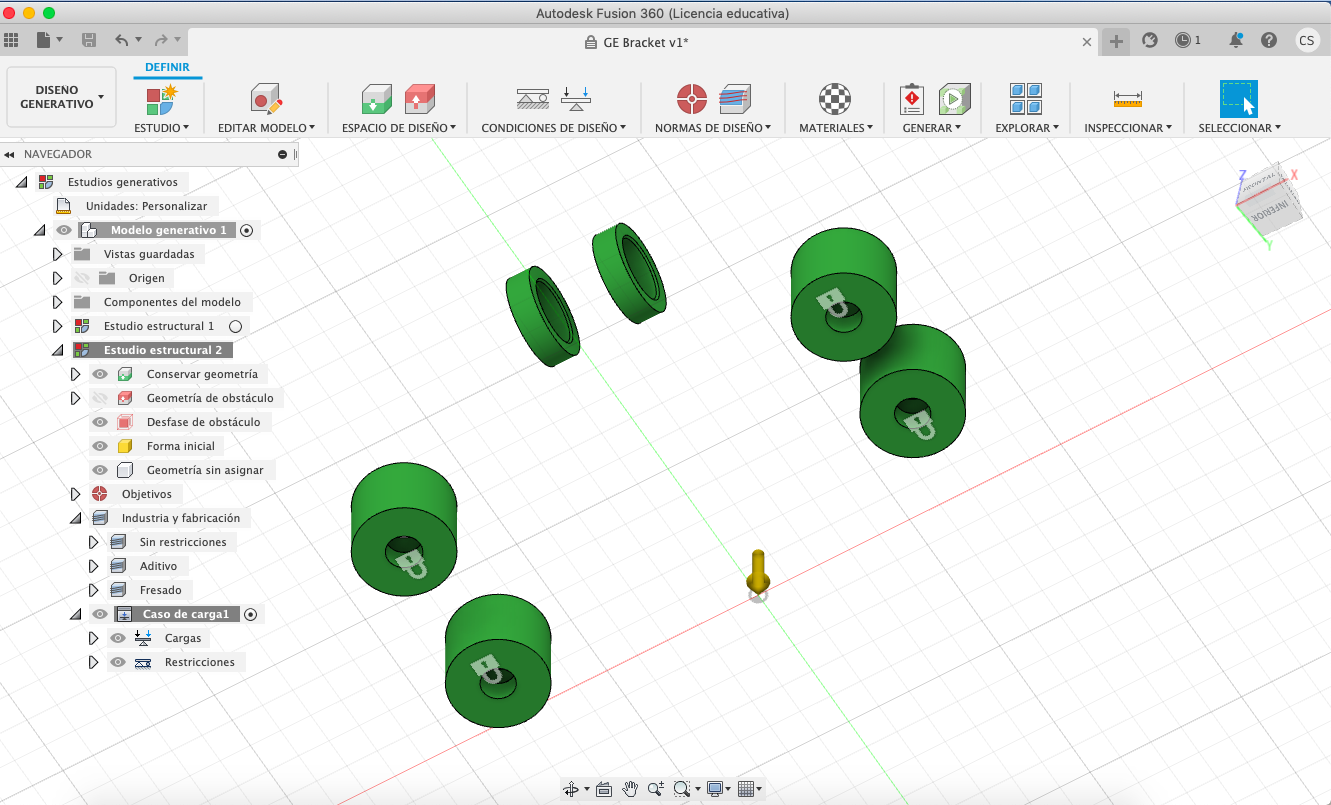 Autodesk Fusion 360 (Licencia educativa)
GE Bracket v1*
1
CS
DISEÑO
GENERATIVO
DEFINIR
ESTUDIO
EDITAR MODELO
ESPACIO DE DISEÑO
CONDICIONES DE DISEÑO
NORMAS DE DISEÑO
MATERIALES
GENERAR
EXPLORAR
INSPECCIONAR
SELECCIONAR
NAVEGADOR
Estudios generativos
Unidades: Personalizar
Modelo generativo 1
Vistas guardadas
Origen
Componentes del modelo
Estudio estructural 1
Estudio estructural 2
Conservar geometría
Geometría de obstáculo
Desfase de obstáculo
Forma inicial
Geometría sin asignar
Objetivos
Industria y fabricación
Sin restricciones
Aditivo
Fresado
Caso de carga1
Cargas
Restricciones
Z
X
FRONTAL
INFERIOR
Y